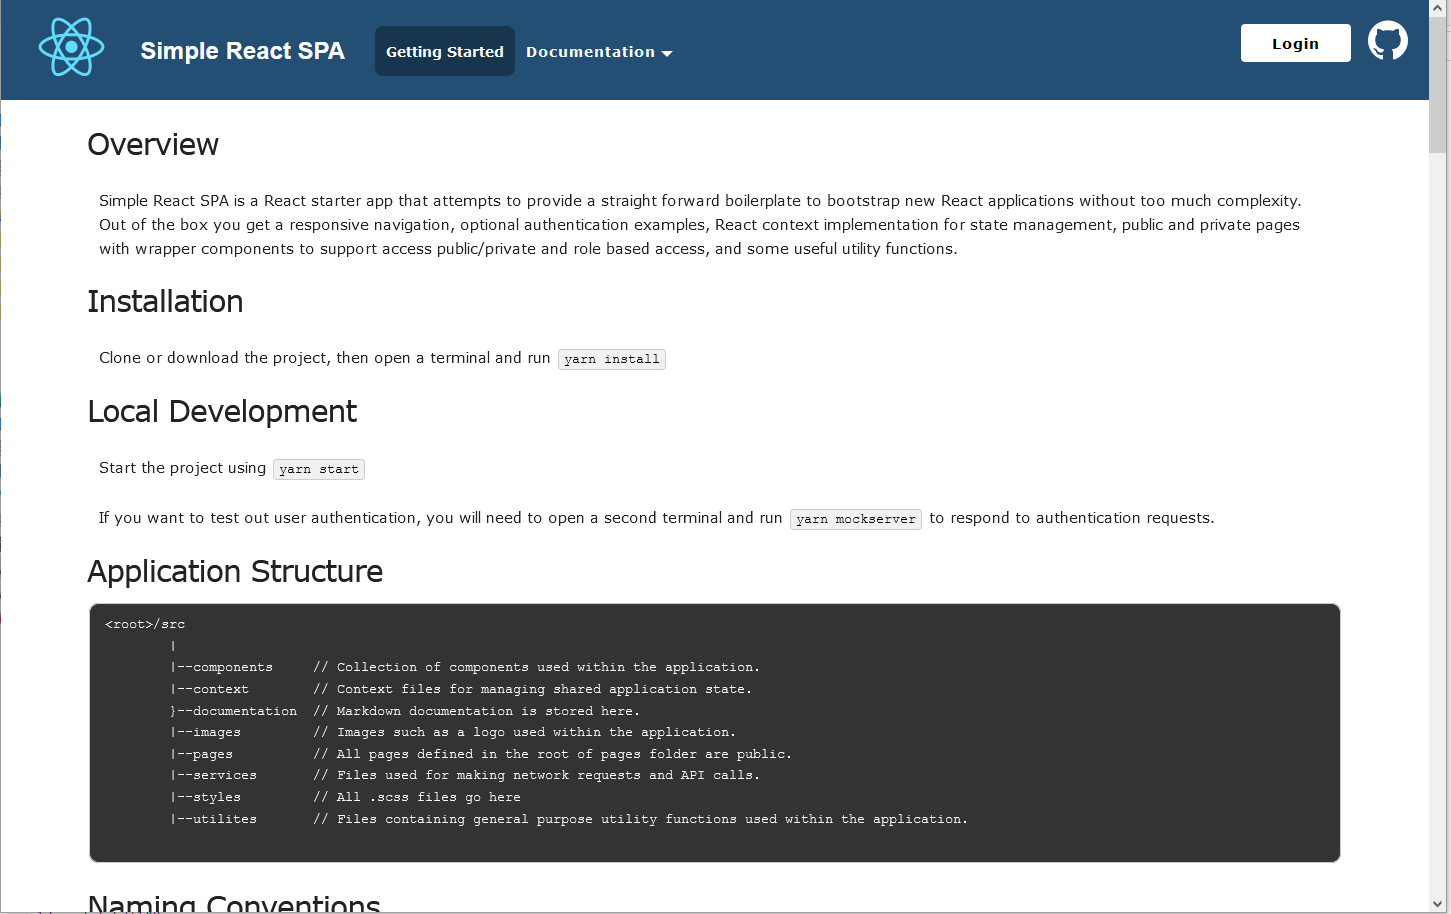 Simple React SPA Getting Started Documentation Login
Overview
Simple React SPA is a React starter app that attempts to provide a straight forward boilerplate to bootstrap new React applications without too much complexity.
Out of the box you get a responsive navigation, optional authentication examples, React context implementation for state management, public and private pages
with wrapper components to support access public/private and role based access, and some useful utility functions.
Installation
Clone or download the project, then open a terminal and run yarn install
Local Development
Start the project using yarn start
If you want to test out user authentication, you will need to open a second terminal and run yarn mockserver to respond to authentication requests.
Application Structure
<root>/src
|
|--components // Collection of components used within the application.
|--context // Context files for managing shared application state.
}--documentation // Markdown documentation is stored here.
|--images // Images such as a logo used within the application.
|--pages // All pages defined in the root of pages folder are public.
|--services // Files used for making network requests and API calls.
|--styles // All .scss files go here
|--utilites // Files containing general purpose utility functions used within the application.
Naming Conventions